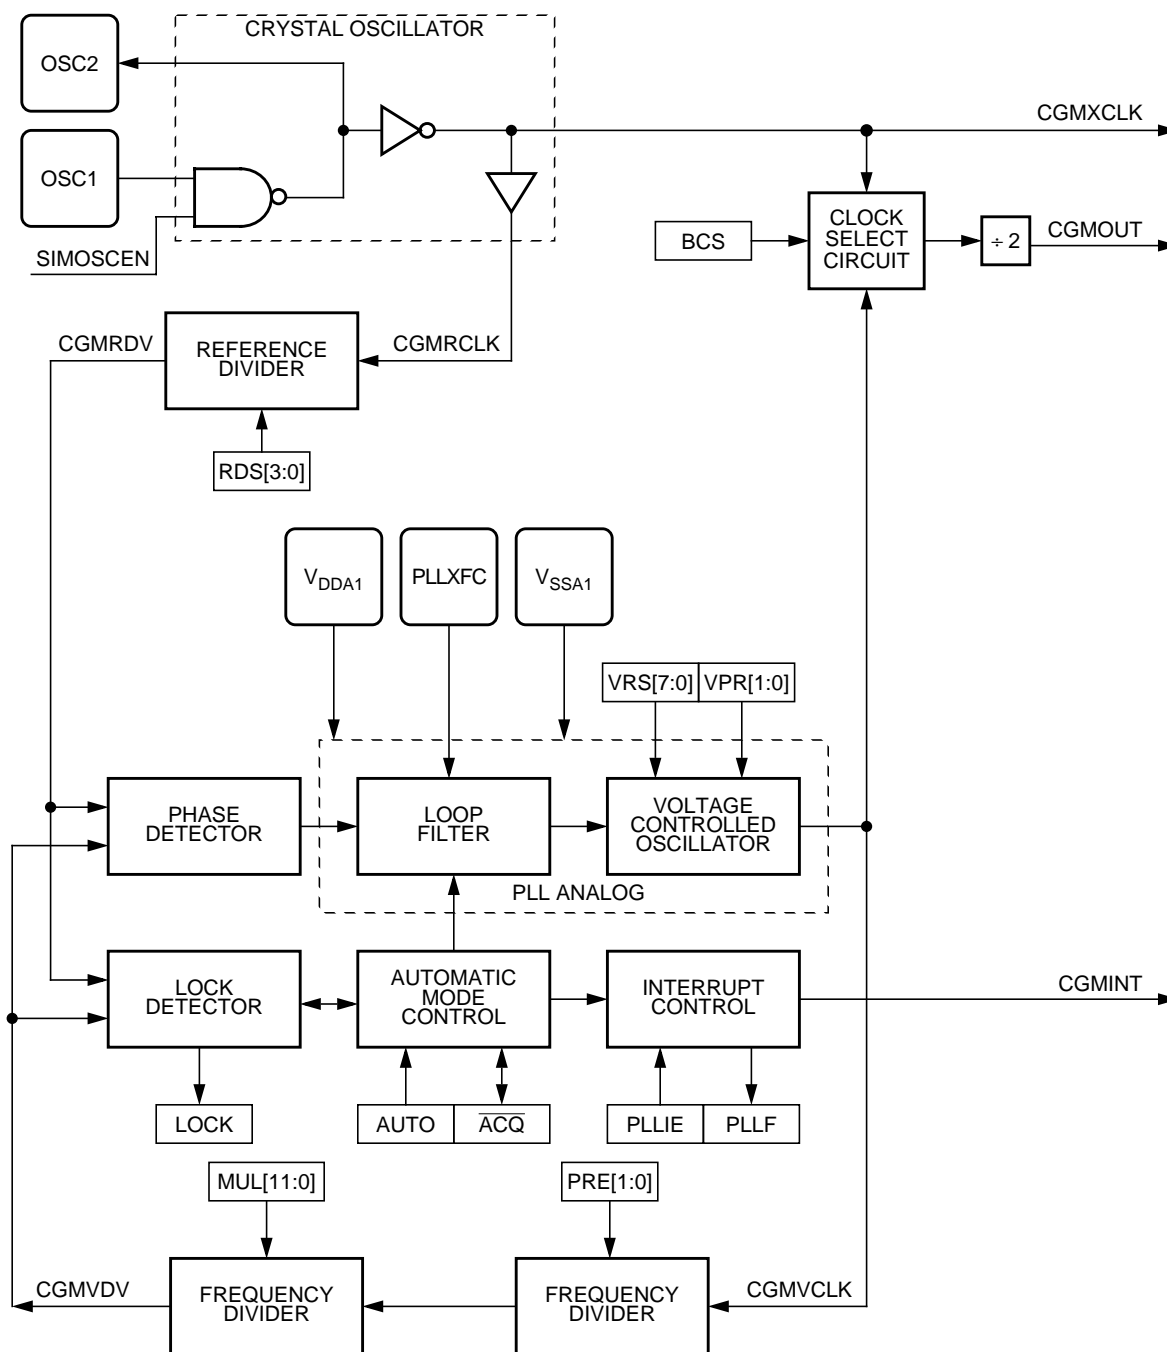 CRYSTAL OSCILLATOR
OSC2
CGMXCLK
OSC1
CLOCK
SELECT
CIRCUIT
BCS
÷ 2
CGMOUT
SIMOSCEN
CGMRDV
REFERENCE
DIVIDER
CGMRCLK
RDS[3:0]
VDDA1
PLLXFC
VSSA1
VRS[7:0]
VPR[1:0]
PHASE
DETECTOR
LOOP
FILTER
VOLTAGE
CONTROLLED
OSCILLATOR
PLL ANALOG
LOCK
DETECTOR
AUTOMATIC
MODE
CONTROL
INTERRUPT
CONTROL
CGMINT
LOCK
AUTO
ACQ
PLLIE
PLLF
MUL[11:0]
PRE[1:0]
CGMVDV
FREQUENCY
DIVIDER
FREQUENCY
DIVIDER
CGMVCLK